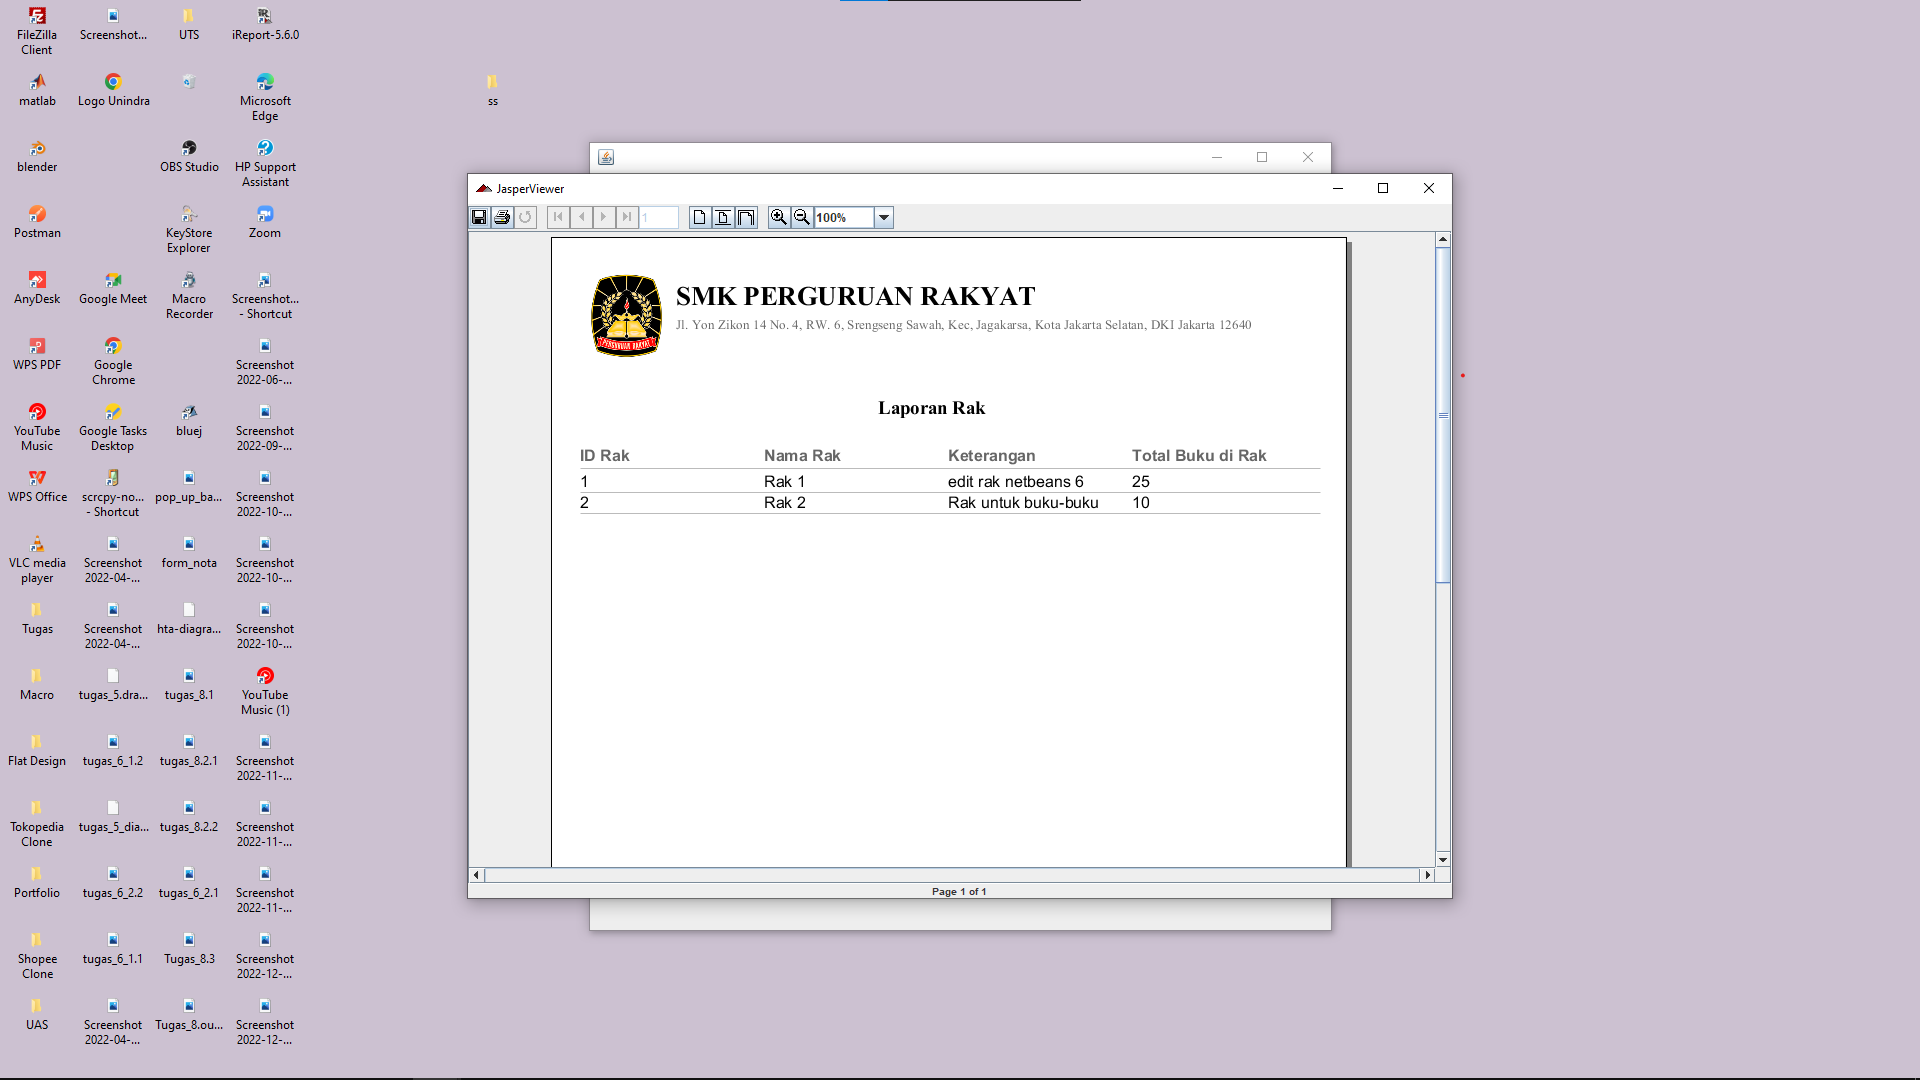 FileZilla
Client
Screenshot...
UTS
iReport-5.6.0
matlab
Logo Unindra
Microsoft
Edge
ss
blender
OBS Studio
HP Support
Assistant
Postman
KeyStore
Explorer
Zoom
AnyDesk
Google Meet
Macro
Recorder
Screenshot...
- Shortcut
WPS PDF
Google
Chrome
Screenshot
2022-06-...
YouTube
Music
Google Tasks
Desktop
bluej
Screenshot
2022-09-...
WPS Office
scrcpy-no...
- Shortcut
pop_up_ba...
Screenshot
2022-10-...
VLC media
player
Screenshot
2022-04-...
form_nota
Screenshot
2022-10-...
Tugas
Screenshot
2022-04-...
hta-diagra...
Screenshot
2022-10-...
Macro
tugas_5.dra...
tugas_8.1
YouTube
Music (1)
Flat Design
tugas_6_1.2
tugas_8.2.1
Screenshot
2022-11-...
Tokopedia
Clone
tugas_5_dia...
tugas_8.2.2
Screenshot
2022-11-...
Portfolio
tugas_6_2.2
tugas_6_2.1
Screenshot
2022-11-...
Shopee
Clone
tugas_6_1.1
Tugas_8.3
Screenshot
2022-12-...
UAS
Screenshot
2022-04-...
Tugas_8.ou...
Screenshot
2022-12-...
JasperViewer
1
100%
PERGURUAN RAKYAT
SMK PERGURUAN RAKYAT
Jl. Yon Zikon 14 No. 4, RW. 6, Srengseng Sawah, Kec, Jagakarsa, Kota Jakarta Selatan, DKI Jakarta 12640
Laporan Rak
ID Rak Nama Rak Keterangan Total Buku di Rak
1 Rak 1 edit rak netbeans 6 25
2 Rak 2 Rak untuk buku-buku 10
Page 1 of 1